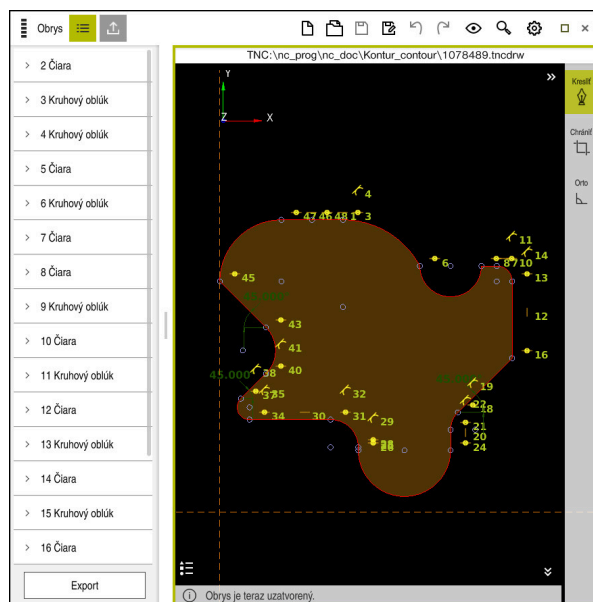 Obrys
TNC:\nc_prog\nc_doc\Kontur_contour\1078489.tncdrw
2 Čiara
3 Kruhový oblúk
4 Kruhový oblúk
5 Čiara
6 Kruhový oblúk
7 Čiara
8 Čiara
9 Kruhový oblúk
10 Čiara
11 Kruhový oblúk
12 Čiara
13 Kruhový oblúk
14 Čiara
15 Kruhový oblúk
16 Čiara
Export
Y
Z X
4
47 46 48 1 3
11
6 8 7 10 14
45 13
43 12
41 16
38 40
45.000 19
37 35 32 22 18
34 30 31 29 21
20
24
Kresliť
Chrániť
Orto
Obrys je teraz uzatvorený.